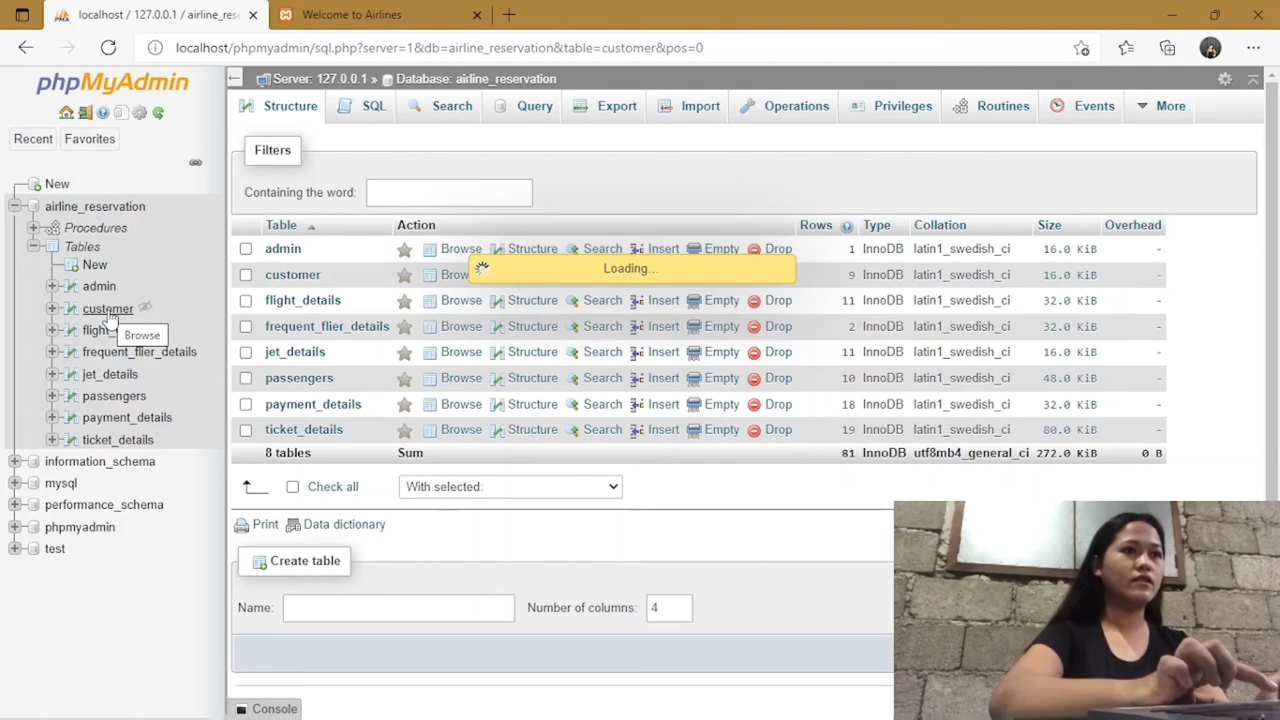 localhost / 127.0.0.1 / airline_res
Welcome to Airlines
localhost/phpmyadmin/sql.php?server=1&db=airline_reservation&table=customer&pos=0
phpMyAdmin
Recent
Favorites
New
airline_reservation
Procedures
Tables
New
admin
customer
flight_
Browse
frequent_flier_details
jet_details
passengers
payment_details
ticket_details
information_schema
mysql
performance_schema
phpmyadmin
test
Server: 127.0.0.1 » Database: airline_reservation
Structure SQL Search Query Export Import Operations Privileges Routines Events More
Filters
Containing the word:
Table Action Rows Type Collation Size Overhead
admin Browse Structure Search Insert Empty Drop 1 InnoDB latin1_swedish_ci 16.0 KiB -
customer Brow 9 InnoDB latin1_swedish_ci 16.0 KiB -
Loading...
flight_details Browse Structure Search Insert Empty Drop 11 InnoDB latin1_swedish_ci 32.0 KiB -
frequent_flier_details Browse Structure Search Insert Empty Drop 2 InnoDB latin1_swedish_ci 32.0 KiB -
jet_details Browse Structure Search Insert Empty Drop 11 InnoDB latin1_swedish_ci 16.0 KiB -
passengers Browse Structure Search Insert Empty Drop 10 InnoDB latin1_swedish_ci 48.0 KiB -
payment_details Browse Structure Search Insert Empty Drop 18 InnoDB latin1_swedish_ci 32.0 KiB -
ticket_details Browse Structure Search Insert Empty Drop 19 InnoDB latin1_swedish_ci 80.0 KiB -
8 tables Sum 81 InnoDB utf8mb4_general_ci 272.0 KiB 0 B
Check all With selected:
Print Data dictionary
Create table
Name: Number of columns: 4
Console